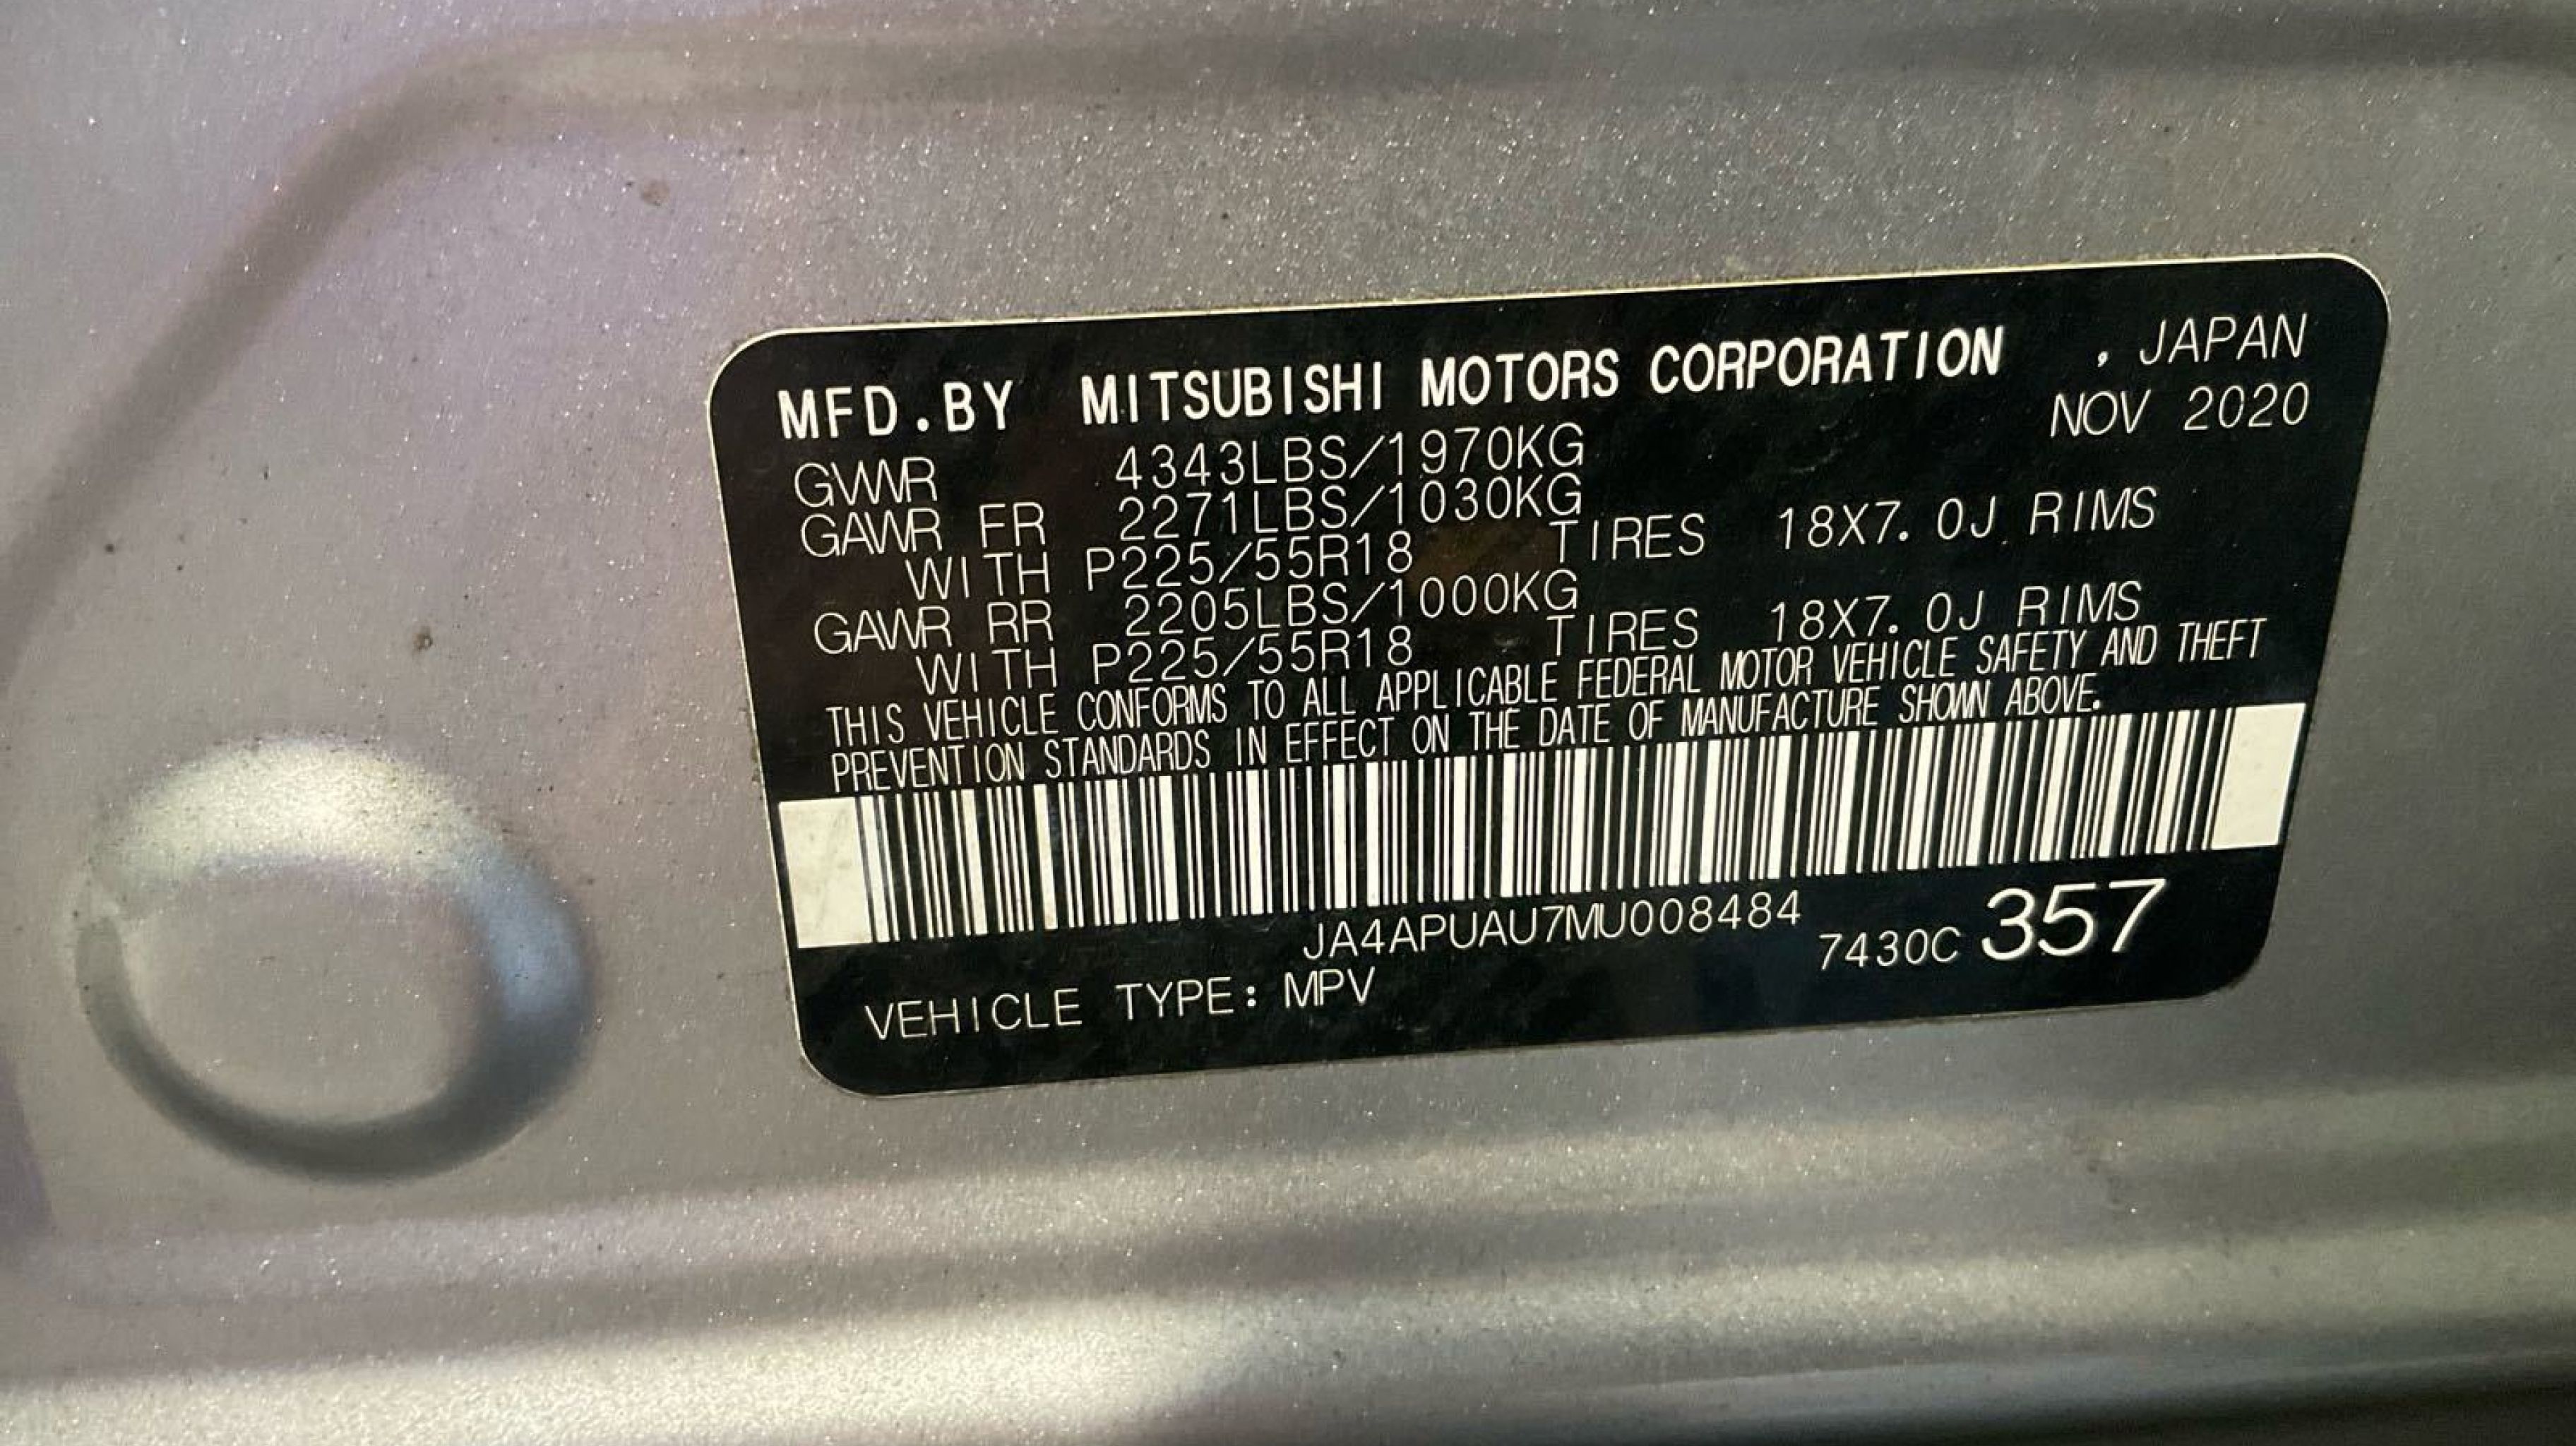 MFD.BY MITSUBISHI MOTORS CORPORATION , JAPAN
NOV 2020
GVWR 4343LBS/1970KG
GAWR FR 2271LBS/1030KG
WITH P225/55R18 TIRES 18X7.0J RIMS
GAWR RR 2205LBS/1000KG
WITH P225/55R18 TIRES 18X7.0J RIMS
THIS VEHICLE CONFORMS TO ALL APPLICABLE FEDERAL MOTOR VEHICLE SAFETY AND THEFT
PREVENTION STANDARDS IN EFFECT ON THE DATE OF MANUFACTURE SHOWN ABOVE.
JA4APUAU7MU008484
7430C 357
VEHICLE TYPE: MPV